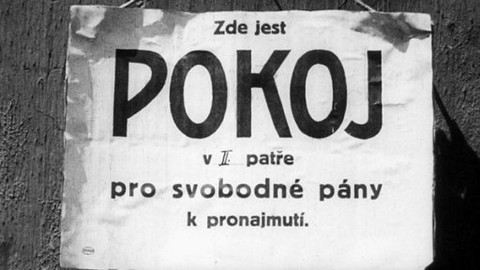 Zde jest
POKOJ
v II. patře
pro svobodné pány
k pronajmutí.